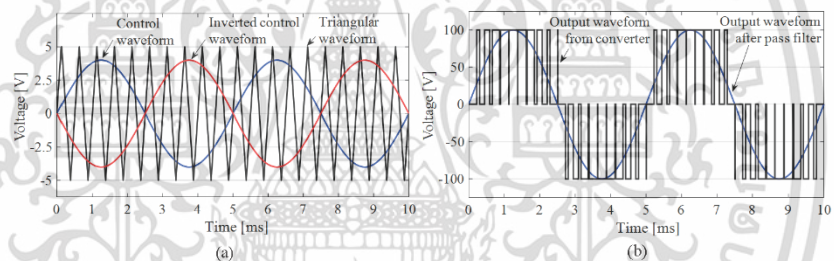 Control
waveform
Inverted control
waveform
Triangular
waveform
Voltage [V]
5
2.5
0
-2.5
-5
0 1 2 3 4 5 6 7 8 9 10
Time [ms]
(a)
Output waveform
from converter
Output waveform
after pass filter
Voltage [V]
100
50
0
-50
-100
0 1 2 3 4 5 6 7 8 9 10
Time [ms]
(b)